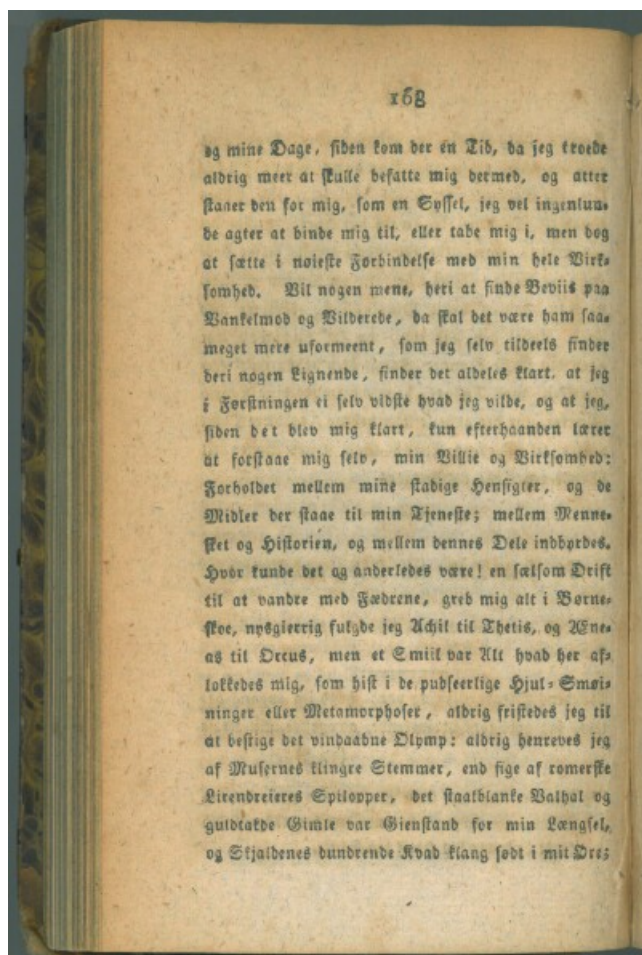 168
og mine Dage, siden kom der en Tid, da jeg troede
aldrig meer at skulle befatte mig dermed, og atter
staaer den for mig, som en Syssel, jeg vel ingenlun-
de agter at binde mig til, eller tabe mig i, men dog
at sætte i nøieste Forbindelse med min hele Virk-
somhed. Vil nogen mene, heri at finde Beviis paa
Vankelmod og Vilderede, da skal det være ham saa-
meget mere uformeent, som jeg selv tildeels finder
deri nogen Lignende, finder det aldeles klart, at jeg
i Førstningen ei selv vidste hvad jeg vilde, og at jeg,
siden det blev mig klart, kun efterhaanden lærer
at forstaae mig selv, min Villie og Virksomhed:
Forholdet mellem mine stadige Hensigter, og de
Midler der staae til min Tjeneste; mellem Menne-
sket og Historien, og mellem dennes Dele indbyrdes.
Hvor kunde det og anderledes være! en sælsom Drift
til at vandre med Fædrene, greb mig alt i Børne-
skoe, nysgierrig fulgde jeg Achil til Thetis, og Æne-
as til Orcus, men et Smiil var Alt hvad her af-
lokkedes mig, som hist i de pudseerlige Hjul-Smøi-
ninger eller Metamorphoser, aldrig fristedes jeg til
at bestige det vindaabne Olymp: aldrig henreves jeg
af Musernes klingre Stemmer, end sige af romerske
Lirendreieres Spilopper, det staalblanke Valhal og
guldtakde Gimle var Gienstand for min Længsel,
og Skjaldenes dundrende Kvad klang sødt i mit Øre;